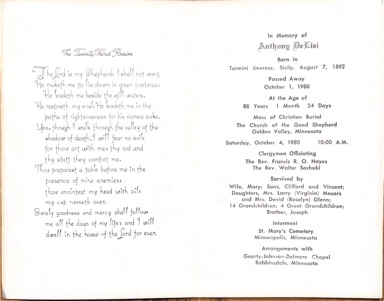 The Twenty Third Psalm
The Lord is my Shepherd; I shall not want.
He maketh me to lie down in green pastures:
He leadeth me beside the still waters.
He restoreth my soul: He leadeth me in the
paths of righteousness for his names sake.
Yea, though I walk through the valley of the
shadow of death, I will fear no evil:
for thou art with me; thy rod and
thy staff they comfort me.
Thou preparest a table before me in the
presence of mine enemies:
thou anointest my head with oil;
my cup runneth over.
Surely goodness and mercy shall follow
me all the days of my life: and I will
dwell in the house of the Lord for ever.
In Memory of
Anthony DeLisi
Born in
Termini Imerese, Sicily, August 7, 1892
Passed Away
October 1, 1980
At the Age of
88 Years 1 Month 24 Days
Mass of Christian Burial
The Church of the Good Shepherd
Golden Valley, Minnesota
Saturday, October 4, 1980 10:00 A.M.
Clergymen Officiating
The Rev. Francis R. O. Hayes
The Rev. Walter Sochaki
Survived by
Wife, Mary; Sons, Clifford and Vincent;
Daughters, Mrs. Larry (Virginia) Meuers
and Mrs. David (Roselyn) Glenn;
14 Grandchildren; 4 Great Grandchildren;
Brother, Joseph
Interment
St. Mary's Cemetery
Minneapolis, Minnesota
Arrangements with
Gearty-Johnson-Delmore Chapel
Robbinsdale, Minnesota